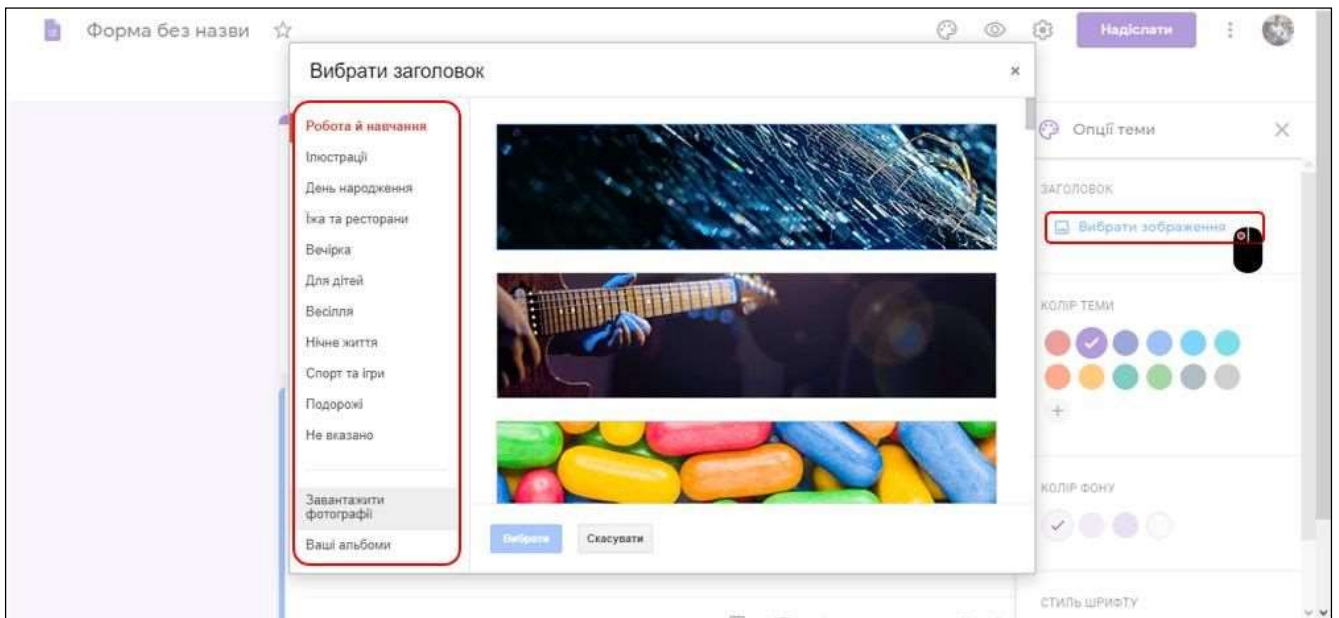 Форма без назви
Надіслати
Вибрати заголовок
×
Робота й навчання
Ілюстрації
День народження
Їжа та ресторани
Вечірка
Для дітей
Весілля
Нічне життя
Спорт та ігри
Подорожі
Не вказано
Завантажити
фотографії
Ваші альбоми
Вибрати
Скасувати
Опції теми
ЗАГОЛОВОК
Вибрати зображення
КОЛІР ТЕМИ
+
КОЛІР ФОНУ
СТИЛЬ ШРИФТУ